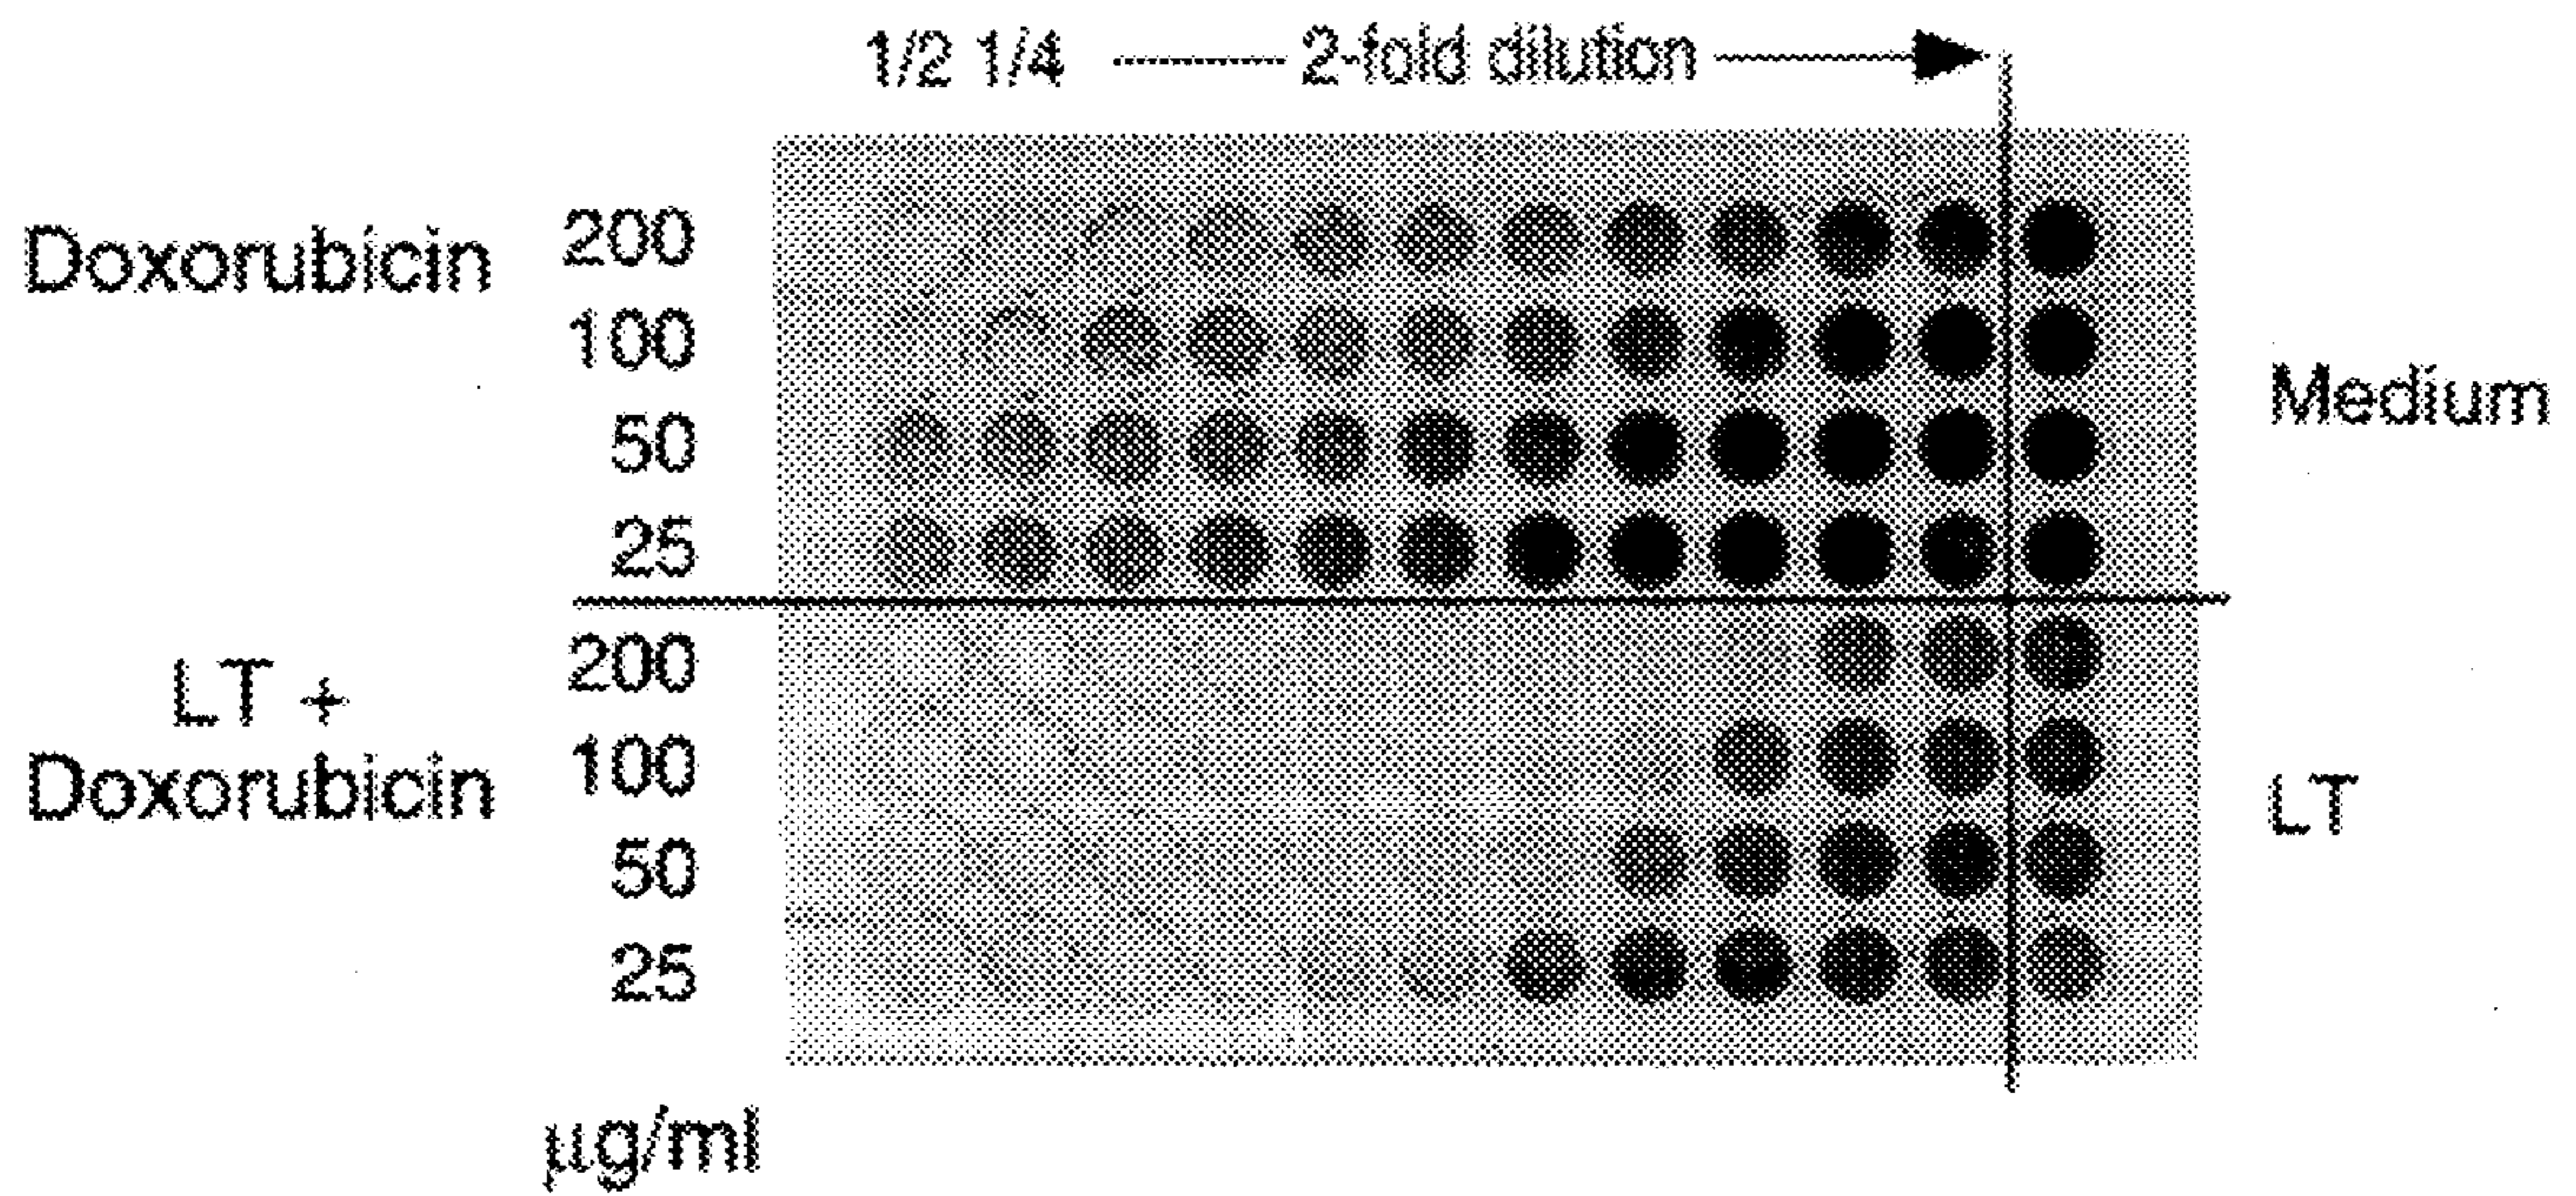 1/2 1/4 2-fold dilution
Doxorubicin 200
100
50
25
Medium
LT +
Doxorubicin
200
100
50
25
LT
µg/ml